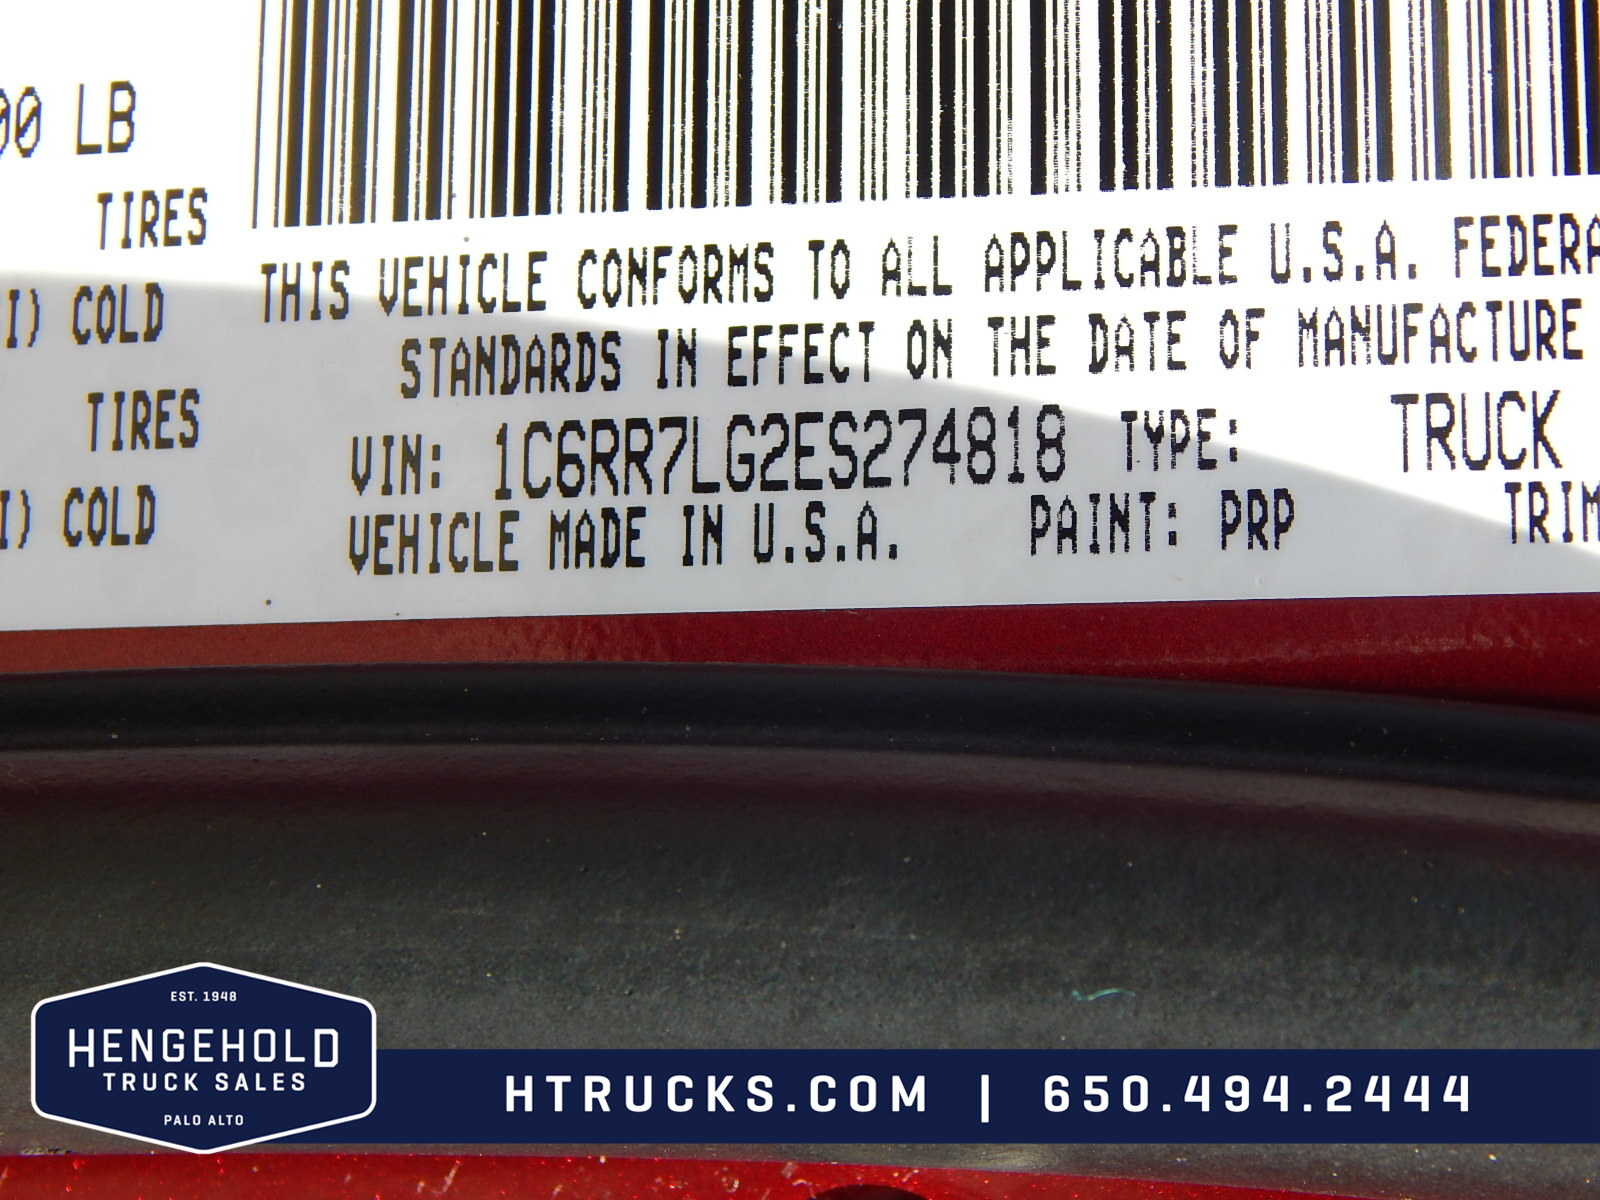 00 LB
TIRES
I) COLD
TIRES
I) COLD
THIS VEHICLE CONFORMS TO ALL APPLICABLE U.S.A. FEDERA
STANDARDS IN EFFECT ON THE DATE OF MANUFACTURE
VIN: 1C6RR7LG2ES274818 TYPE: TRUCK
VEHICLE MADE IN U.S.A. PAINT: PRP TRIM
EST. 1948
HENGEHOLD
TRUCK SALES
PALO ALTO
HTRUCKS.COM | 650.494.2444